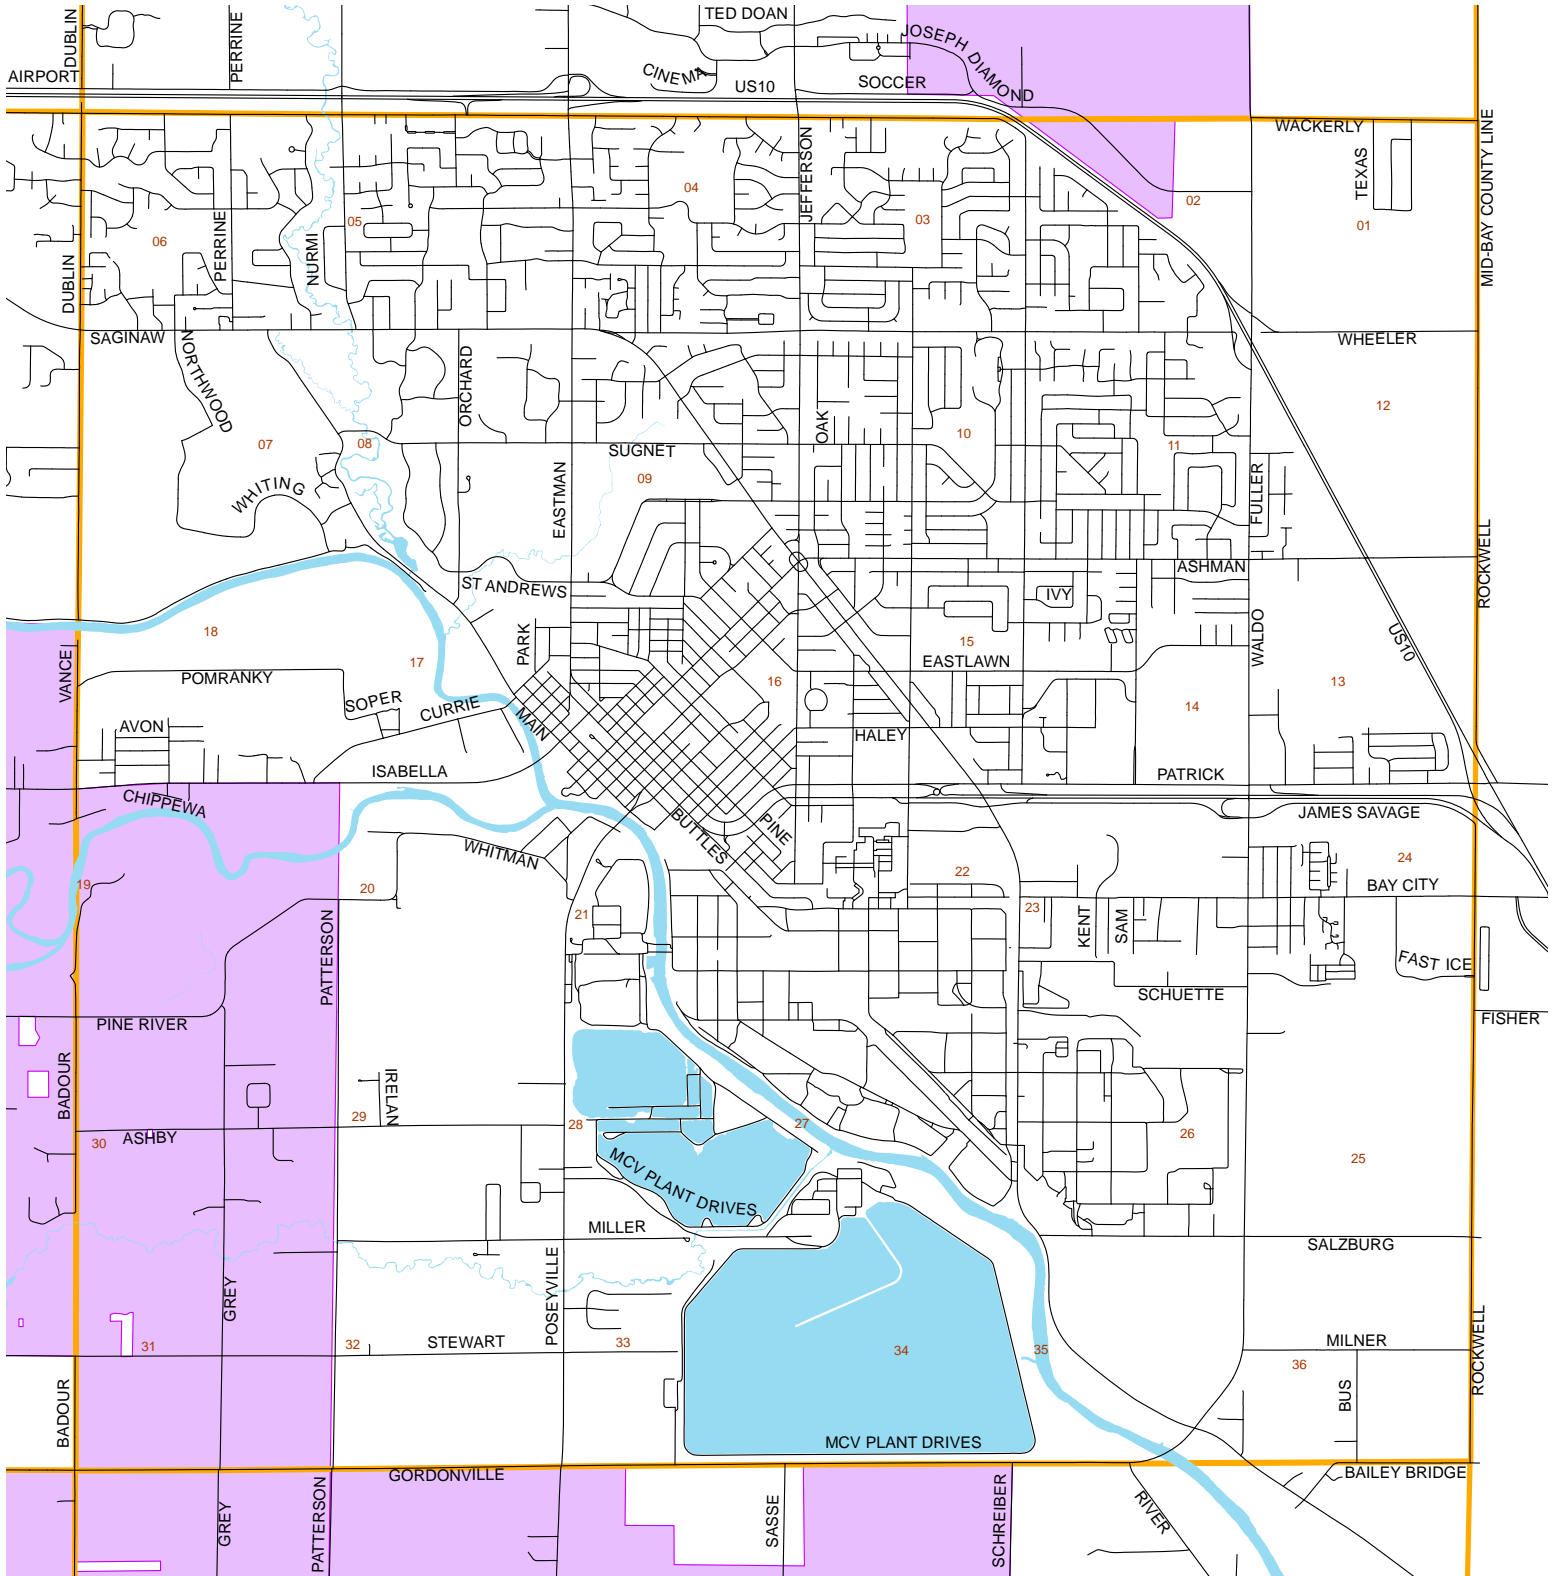 DUBLIN
PERRINE
TED DOAN
JOSEPH DIAMOND
AIRPORT
CINEMA
US10
SOCCER
WACKERLY
MID-BAY COUNTY LINE
TEXAS
JEFFERSON
04
02
03
01
05
06
PERRINE
NURMI
DUBLIN
SAGINAW
NORTHWOOD
ORCHARD
WHEELER
12
OAK
10
11
07
08
SUGNET
09
WHITING
EASTMAN
FULLER
ROCKWELL
ASHMAN
ST ANDREWS
IVY
18
PARK
15
WALDO
US10
17
EASTLAWN
VANCE
POMRANKY
16
13
SOPER
CURRIE
MAIN
14
AVON
HALEY
ISABELLA
PATRICK
CHIPPEWA
JAMES SAVAGE
BUTTLES
PINE
WHITMAN
24
22
19
20
BAY CITY
21
23
KENT
SAM
PATTERSON
FAST ICE
SCHUETTE
PINE RIVER
FISHER
BADOUR
IRELAN
29
28
27
30
ASHBY
26
25
MCV PLANT DRIVES
MILLER
SALZBURG
GREY
POSEYVILLE
31
32
STEWART
33
34
35
MILNER
36
ROCKWELL
BUS
BADOUR
MCV PLANT DRIVES
GORDONVILLE
BAILEY BRIDGE
GREY
PATTERSON
SASSE
SCHREIBER
RIVER